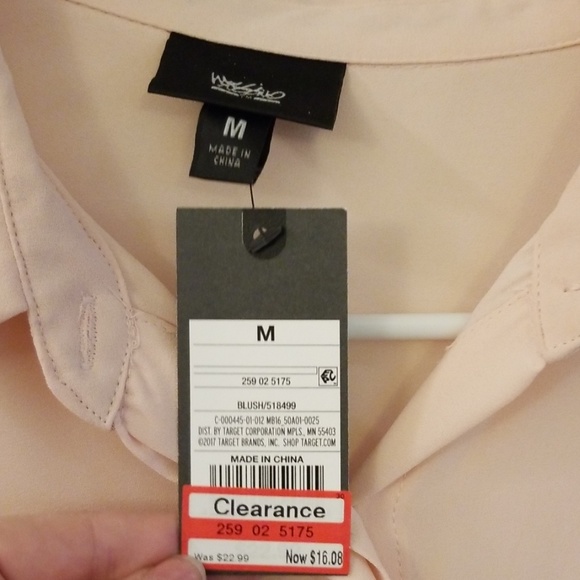 Mossimo
M
MADE IN
CHINA
M
259 02 5175
BLUSH/518499
C-000445-01-012 MB16_50A01-0025
DIST. BY TARGET CORPORATION MPLS., MN 55403
©2017 TARGET BRANDS, INC. SHOP TARGET.COM
MADE IN CHINA
Clearance
259 02 5175
Was $22.99 Now $16.08